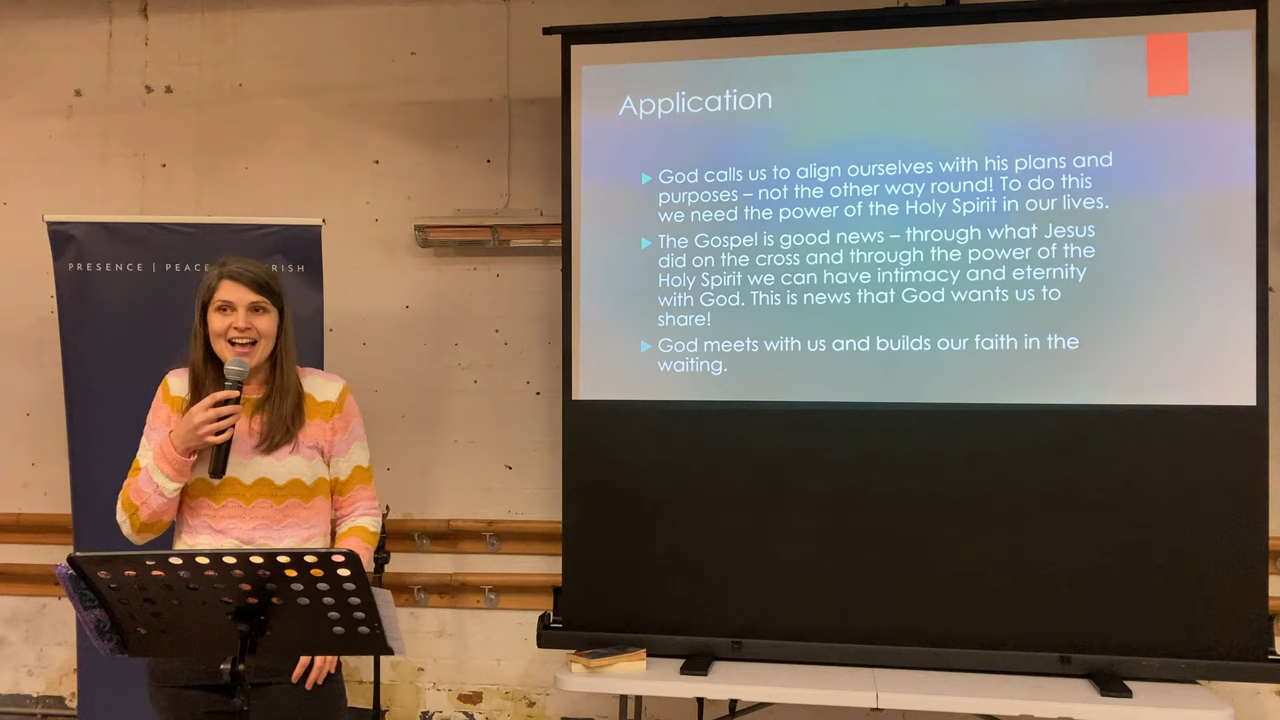 Application
God calls us to align ourselves with his plans and
purposes – not the other way round! To do this
we need the power of the Holy Spirit in our lives.
The Gospel is good news – through what Jesus
did on the cross and through the power of the
Holy Spirit we can have intimacy and eternity
with God. This is news that God wants us to
share!
God meets with us and builds our faith in the
waiting.
PRESENCE | PEACE